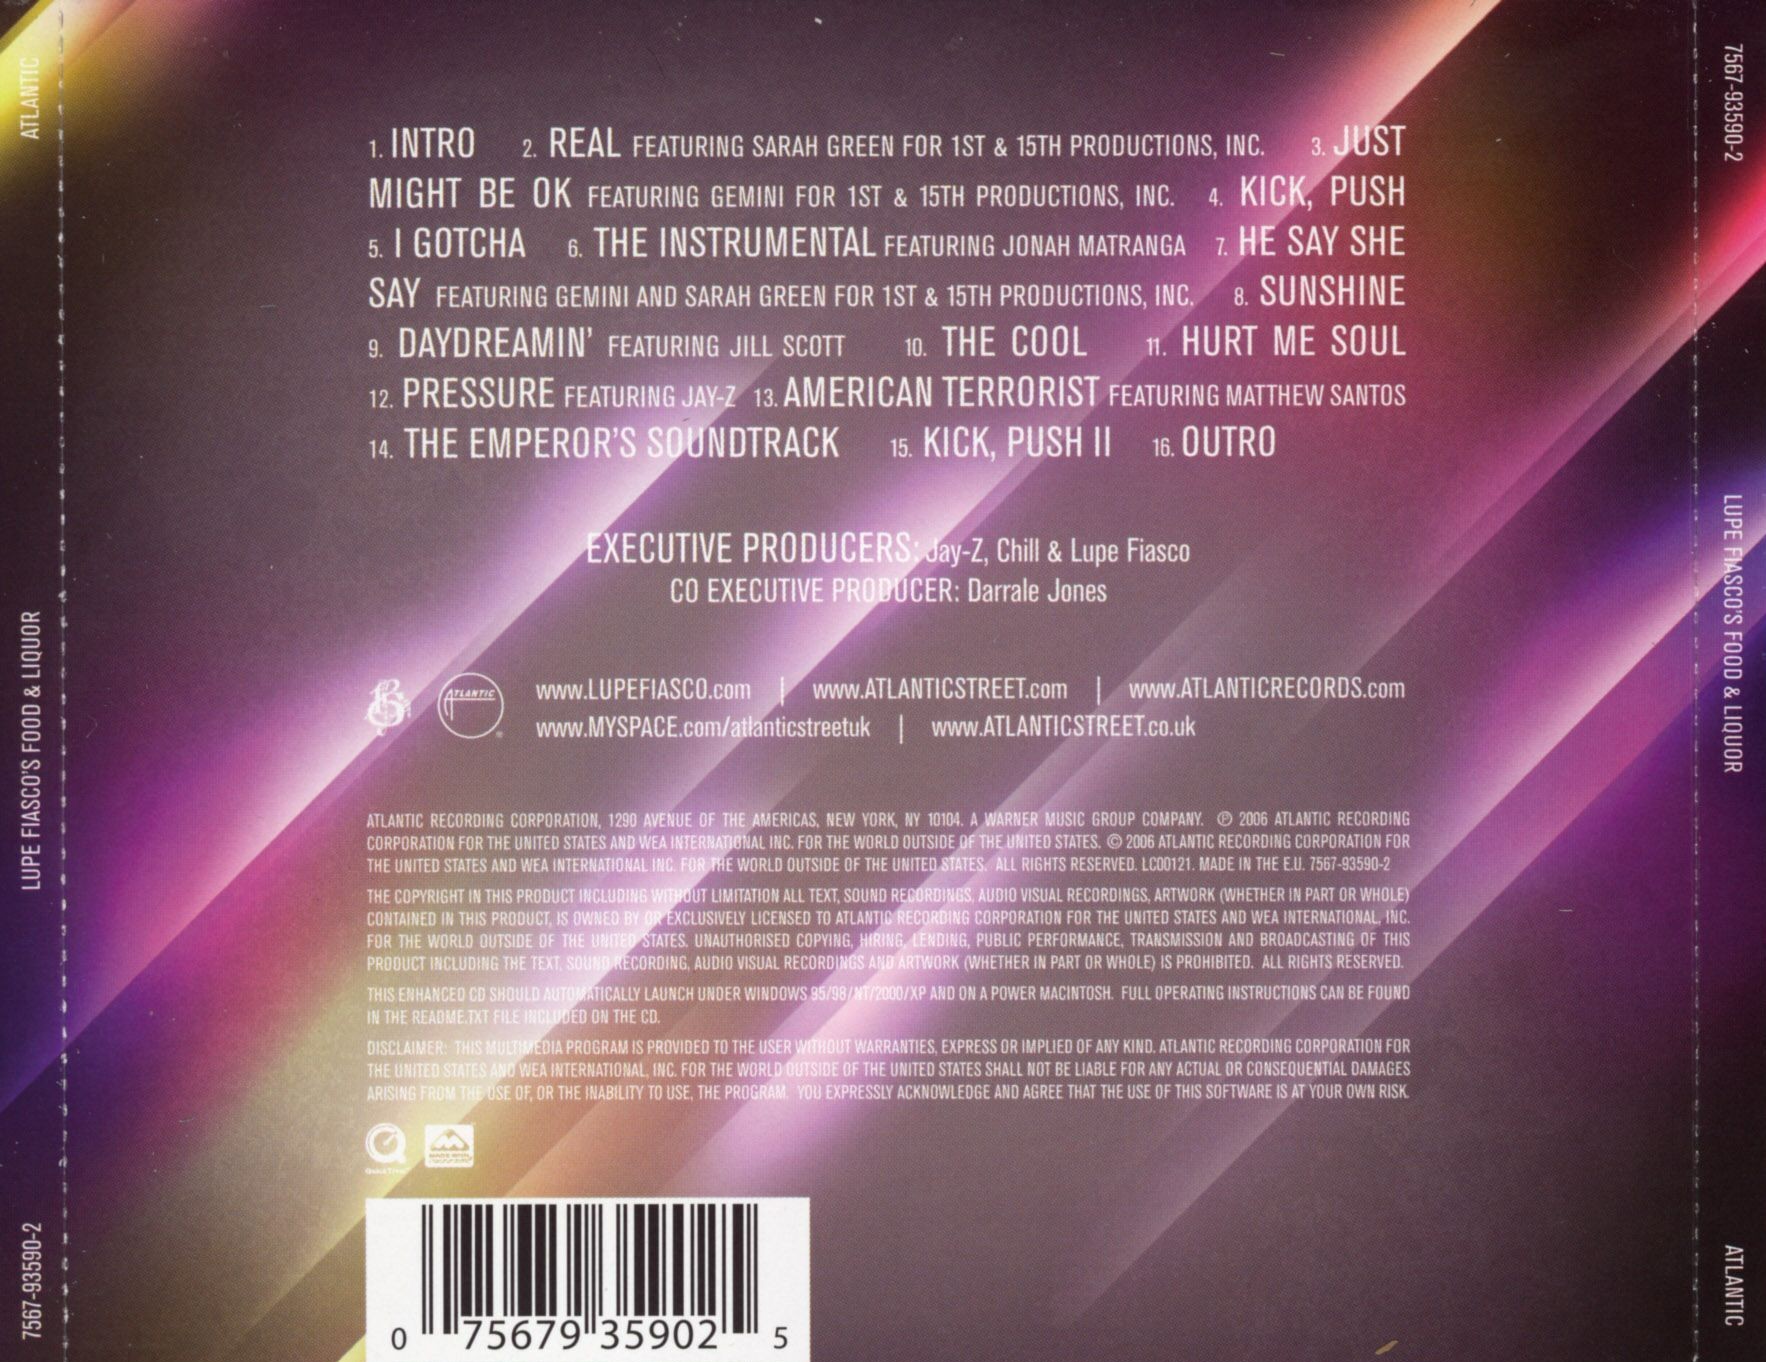 ATLANTIC
LUPE FIASCO'S FOOD & LIQUOR
7567-93590-2
1. INTRO 2. REAL FEATURING SARAH GREEN FOR 1ST & 15TH PRODUCTIONS, INC. 3. JUST
MIGHT BE OK FEATURING GEMINI FOR 1ST & 15TH PRODUCTIONS, INC. 4. KICK, PUSH
5. I GOTCHA 6. THE INSTRUMENTAL FEATURING JONAH MATRANGA 7. HE SAY SHE
SAY FEATURING GEMINI AND SARAH GREEN FOR 1ST & 15TH PRODUCTIONS, INC. 8. SUNSHINE
9. DAYDREAMIN' FEATURING JILL SCOTT 10. THE COOL 11. HURT ME SOUL
12. PRESSURE FEATURING JAY-Z 13. AMERICAN TERRORIST FEATURING MATTHEW SANTOS
14. THE EMPEROR'S SOUNDTRACK 15. KICK, PUSH II 16. OUTRO
EXECUTIVE PRODUCERS: Jay-Z, Chill & Lupe Fiasco
CO EXECUTIVE PRODUCER: Darrale Jones
ATLANTIC
www.LUPEFIASCO.com | www.ATLANTICSTREET.com | www.ATLANTICRECORDS.com
www.MYSPACE.com/atlanticstreetuk | www.ATLANTICSTREET.co.uk
ATLANTIC RECORDING CORPORATION, 1290 AVENUE OF THE AMERICAS, NEW YORK, NY 10104. A WARNER MUSIC GROUP COMPANY. ℗ 2006 ATLANTIC RECORDING
CORPORATION FOR THE UNITED STATES AND WEA INTERNATIONAL INC. FOR THE WORLD OUTSIDE OF THE UNITED STATES. © 2006 ATLANTIC RECORDING CORPORATION FOR
THE UNITED STATES AND WEA INTERNATIONAL INC. FOR THE WORLD OUTSIDE OF THE UNITED STATES. ALL RIGHTS RESERVED. LC00121. MADE IN THE E.U. 7567-93590-2
THE COPYRIGHT IN THIS PRODUCT INCLUDING WITHOUT LIMITATION ALL TEXT, SOUND RECORDINGS, AUDIO VISUAL RECORDINGS, ARTWORK (WHETHER IN PART OR WHOLE)
CONTAINED IN THIS PRODUCT, IS OWNED BY OR EXCLUSIVELY LICENSED TO ATLANTIC RECORDING CORPORATION FOR THE UNITED STATES AND WEA INTERNATIONAL, INC.
FOR THE WORLD OUTSIDE OF THE UNITED STATES. UNAUTHORISED COPYING, HIRING, LENDING, PUBLIC PERFORMANCE, TRANSMISSION AND BROADCASTING OF THIS
PRODUCT INCLUDING THE TEXT, SOUND RECORDING, AUDIO VISUAL RECORDINGS AND ARTWORK (WHETHER IN PART OR WHOLE) IS PROHIBITED. ALL RIGHTS RESERVED.
THIS ENHANCED CD SHOULD AUTOMATICALLY LAUNCH UNDER WINDOWS 95/98/NT/2000/XP AND ON A POWER MACINTOSH. FULL OPERATING INSTRUCTIONS CAN BE FOUND
IN THE README.TXT FILE INCLUDED ON THE CD.
DISCLAIMER: THIS MULTIMEDIA PROGRAM IS PROVIDED TO THE USER WITHOUT WARRANTIES, EXPRESS OR IMPLIED OF ANY KIND. ATLANTIC RECORDING CORPORATION FOR
THE UNITED STATES AND WEA INTERNATIONAL, INC. FOR THE WORLD OUTSIDE OF THE UNITED STATES SHALL NOT BE LIABLE FOR ANY ACTUAL OR CONSEQUENTIAL DAMAGES
ARISING FROM THE USE OF, OR THE INABILITY TO USE, THE PROGRAM. YOU EXPRESSLY ACKNOWLEDGE AND AGREE THAT THE USE OF THIS SOFTWARE IS AT YOUR OWN RISK.
QuickTime
MADE WITH
0 75679 35902 5
7567-93590-2
LUPE FIASCO'S FOOD & LIQUOR
ATLANTIC